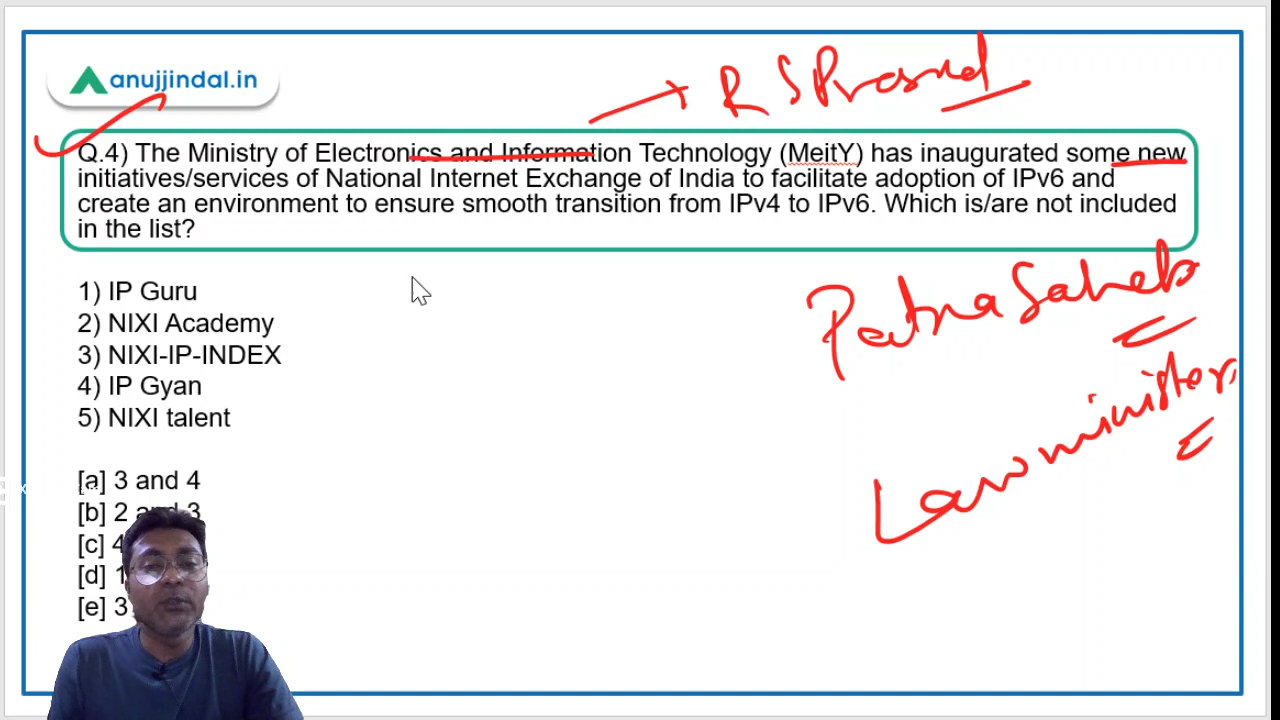 anujjindal.in
R S Prasad
Q.4) The Ministry of Electronics and Information Technology (MeitY) has inaugurated some new
initiatives/services of National Internet Exchange of India to facilitate adoption of IPv6 and
create an environment to ensure smooth transition from IPv4 to IPv6. Which is/are not included
in the list?
Patna Saheb
Law minister
1) IP Guru
2) NIXI Academy
3) NIXI-IP-INDEX
4) IP Gyan
5) NIXI talent
[a] 3 and 4
[b] 2 and 3
[c] 4
[d] 1
[e] 3